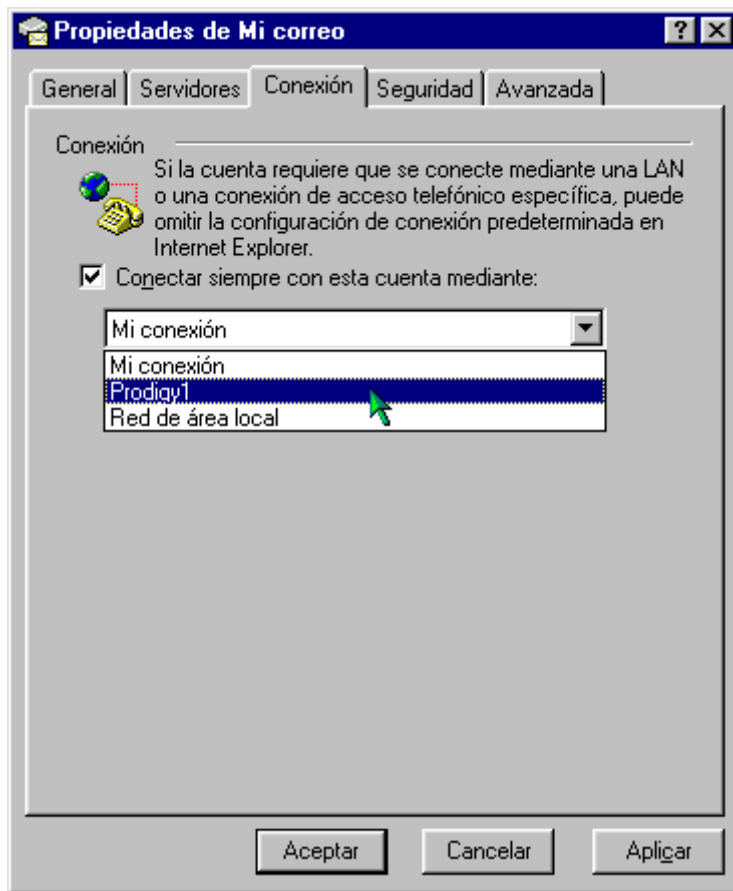 Propiedades de Mi correo
General Servidores Conexión Seguridad Avanzada
Conexión
Si la cuenta requiere que se conecte mediante una LAN
o una conexión de acceso telefónico específica, puede
omitir la configuración de conexión predeterminada en
Internet Explorer.
Conectar siempre con esta cuenta mediante:
Mi conexión
Mi conexión
Prodigy1
Red de área local
Aceptar Cancelar Aplicar